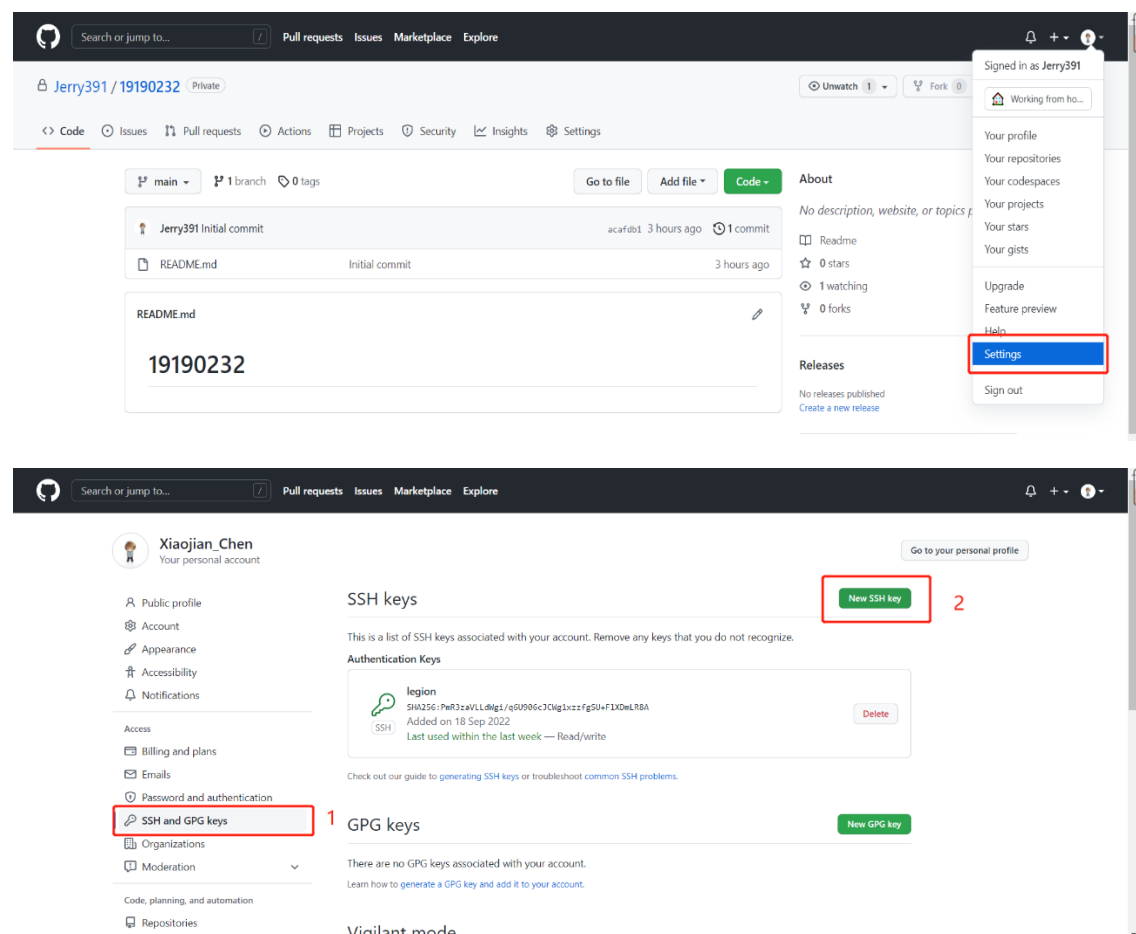 Search or jump to... / Pull requests Issues Marketplace Explore
Signed in as Jerry391
Jerry391 / 19190232 Private
Unwatch 1 Fork 0
Working from ho...
<> Code Issues Pull requests Actions Projects Security Insights Settings
Your profile
Your repositories
Your codespaces
Your projects
Your stars
Your gists
Upgrade
Feature preview
Help
Settings
Sign out
main 1 branch 0 tags Go to file Add file Code
Jerry391 Initial commit acafdb1 3 hours ago 1 commit
README.md Initial commit 3 hours ago
README.md
19190232
About
No description, website, or topics
Readme
0 stars
1 watching
0 forks
Releases
No releases published
Create a new release
Search or jump to... / Pull requests Issues Marketplace Explore
Xiaojian_Chen
Your personal account
Go to your personal profile
Public profile
Account
Appearance
Accessibility
Notifications
Access
Billing and plans
Emails
Password and authentication
SSH and GPG keys
1
Organizations
Moderation
Code, planning, and automation
Repositories
SSH keys
New SSH key
2
This is a list of SSH keys associated with your account. Remove any keys that you do not recognize.
Authentication Keys
legion
SHA256:PmR3zaVLLdWgi/q6U906cJCWg1xzzfgSU+F1XDmLR8A
SSH
Added on 18 Sep 2022
Last used within the last week — Read/write
Delete
Check out our guide to generating SSH keys or troubleshoot common SSH problems.
GPG keys
New GPG key
There are no GPG keys associated with your account.
Learn how to generate a GPG key and add it to your account.
Vigilant mode